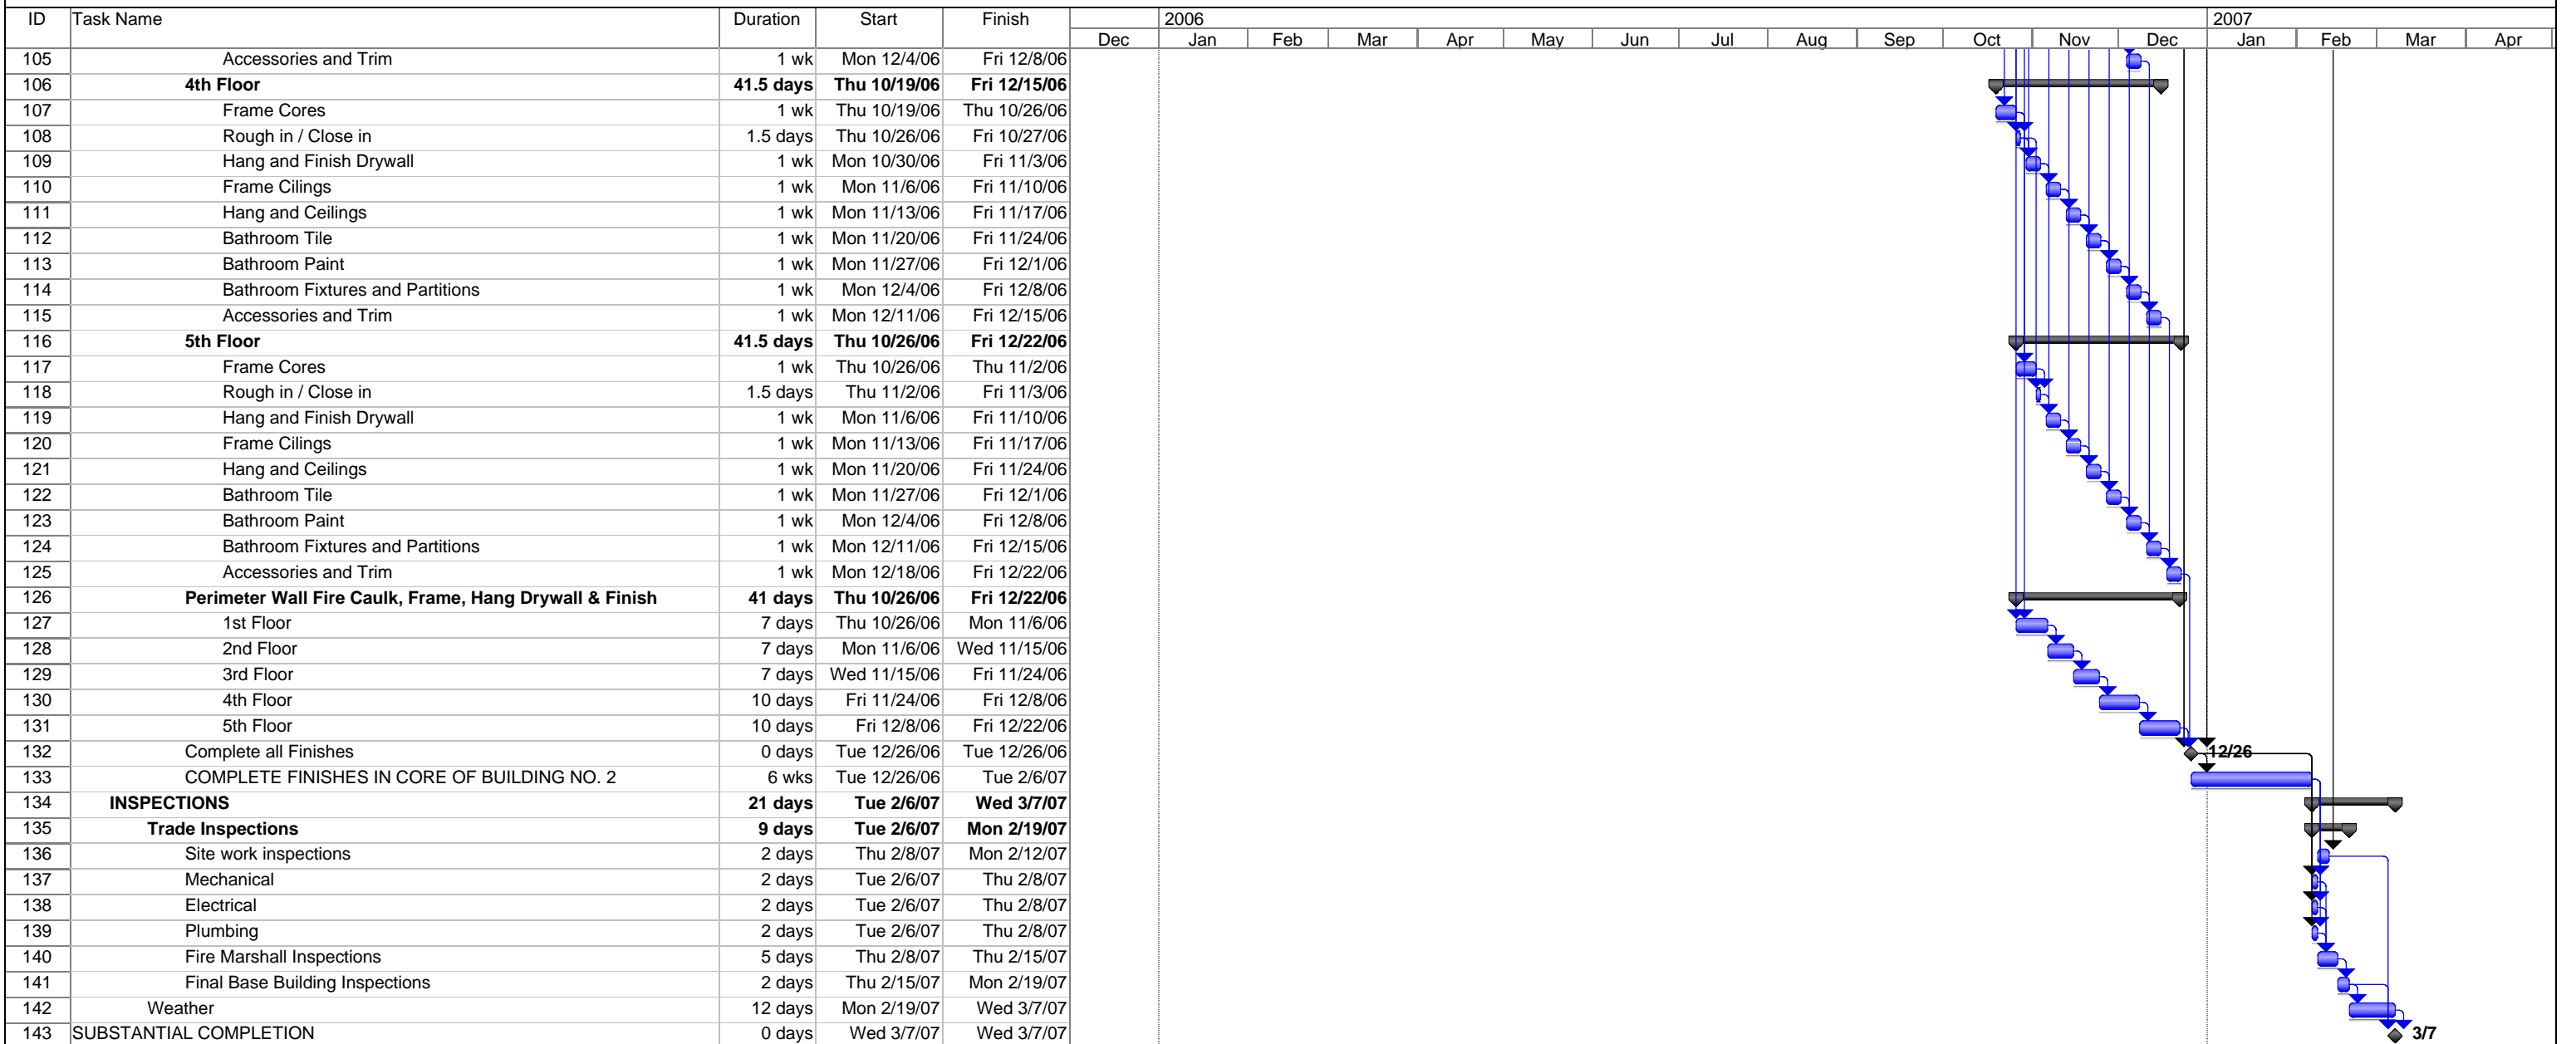 ID Task Name Duration Start Finish 2006 2007
Dec Jan Feb Mar Apr May Jun Jul Aug Sep Oct Nov Dec Jan Feb Mar Apr
105 Accessories and Trim 1 wk Mon 12/4/06 Fri 12/8/06
106 4th Floor 41.5 days Thu 10/19/06 Fri 12/15/06
107 Frame Cores 1 wk Thu 10/19/06 Thu 10/26/06
108 Rough in / Close in 1.5 days Thu 10/26/06 Fri 10/27/06
109 Hang and Finish Drywall 1 wk Mon 10/30/06 Fri 11/3/06
110 Frame Cilings 1 wk Mon 11/6/06 Fri 11/10/06
111 Hang and Ceilings 1 wk Mon 11/13/06 Fri 11/17/06
112 Bathroom Tile 1 wk Mon 11/20/06 Fri 11/24/06
113 Bathroom Paint 1 wk Mon 11/27/06 Fri 12/1/06
114 Bathroom Fixtures and Partitions 1 wk Mon 12/4/06 Fri 12/8/06
115 Accessories and Trim 1 wk Mon 12/11/06 Fri 12/15/06
116 5th Floor 41.5 days Thu 10/26/06 Fri 12/22/06
117 Frame Cores 1 wk Thu 10/26/06 Thu 11/2/06
118 Rough in / Close in 1.5 days Thu 11/2/06 Fri 11/3/06
119 Hang and Finish Drywall 1 wk Mon 11/6/06 Fri 11/10/06
120 Frame Cilings 1 wk Mon 11/13/06 Fri 11/17/06
121 Hang and Ceilings 1 wk Mon 11/20/06 Fri 11/24/06
122 Bathroom Tile 1 wk Mon 11/27/06 Fri 12/1/06
123 Bathroom Paint 1 wk Mon 12/4/06 Fri 12/8/06
124 Bathroom Fixtures and Partitions 1 wk Mon 12/11/06 Fri 12/15/06
125 Accessories and Trim 1 wk Mon 12/18/06 Fri 12/22/06
126 Perimeter Wall Fire Caulk, Frame, Hang Drywall & Finish 41 days Thu 10/26/06 Fri 12/22/06
127 1st Floor 7 days Thu 10/26/06 Mon 11/6/06
128 2nd Floor 7 days Mon 11/6/06 Wed 11/15/06
129 3rd Floor 7 days Wed 11/15/06 Fri 11/24/06
130 4th Floor 10 days Fri 11/24/06 Fri 12/8/06
131 5th Floor 10 days Fri 12/8/06 Fri 12/22/06
132 Complete all Finishes 0 days Tue 12/26/06 Tue 12/26/06 12/26
133 COMPLETE FINISHES IN CORE OF BUILDING NO. 2 6 wks Tue 12/26/06 Tue 2/6/07
134 INSPECTIONS 21 days Tue 2/6/07 Wed 3/7/07
135 Trade Inspections 9 days Tue 2/6/07 Mon 2/19/07
136 Site work inspections 2 days Thu 2/8/07 Mon 2/12/07
137 Mechanical 2 days Tue 2/6/07 Thu 2/8/07
138 Electrical 2 days Tue 2/6/07 Thu 2/8/07
139 Plumbing 2 days Tue 2/6/07 Thu 2/8/07
140 Fire Marshall Inspections 5 days Thu 2/8/07 Thu 2/15/07
141 Final Base Building Inspections 2 days Thu 2/15/07 Mon 2/19/07
142 Weather 12 days Mon 2/19/07 Wed 3/7/07
143 SUBSTANTIAL COMPLETION 0 days Wed 3/7/07 Wed 3/7/07 3/7